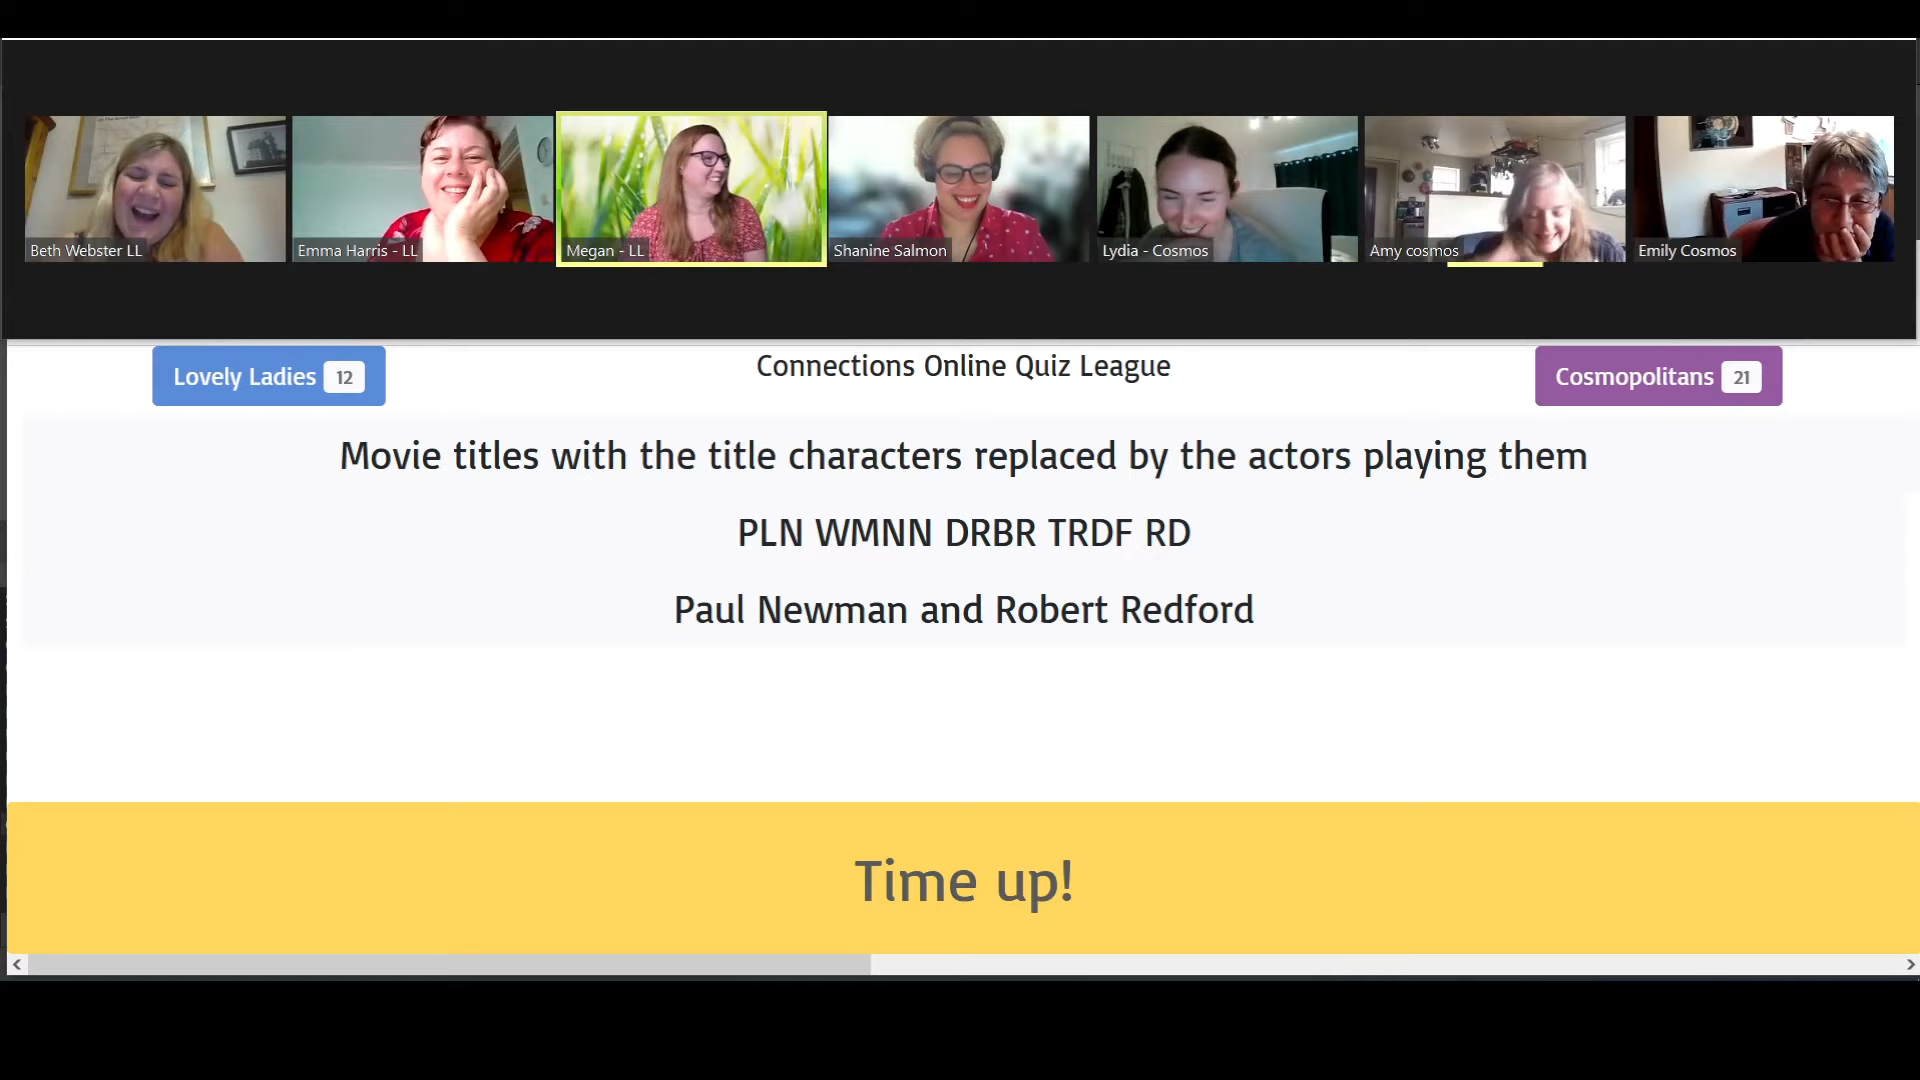 Beth Webster LL
Emma Harris - LL
Megan - LL
Shanine Salmon
Lydia - Cosmos
Amy cosmos
Emily Cosmos
Lovely Ladies 12
Connections Online Quiz League
Cosmopolitans 21
Movie titles with the title characters replaced by the actors playing them
PLN WMNN DRBR TRDF RD
Paul Newman and Robert Redford
Time up!